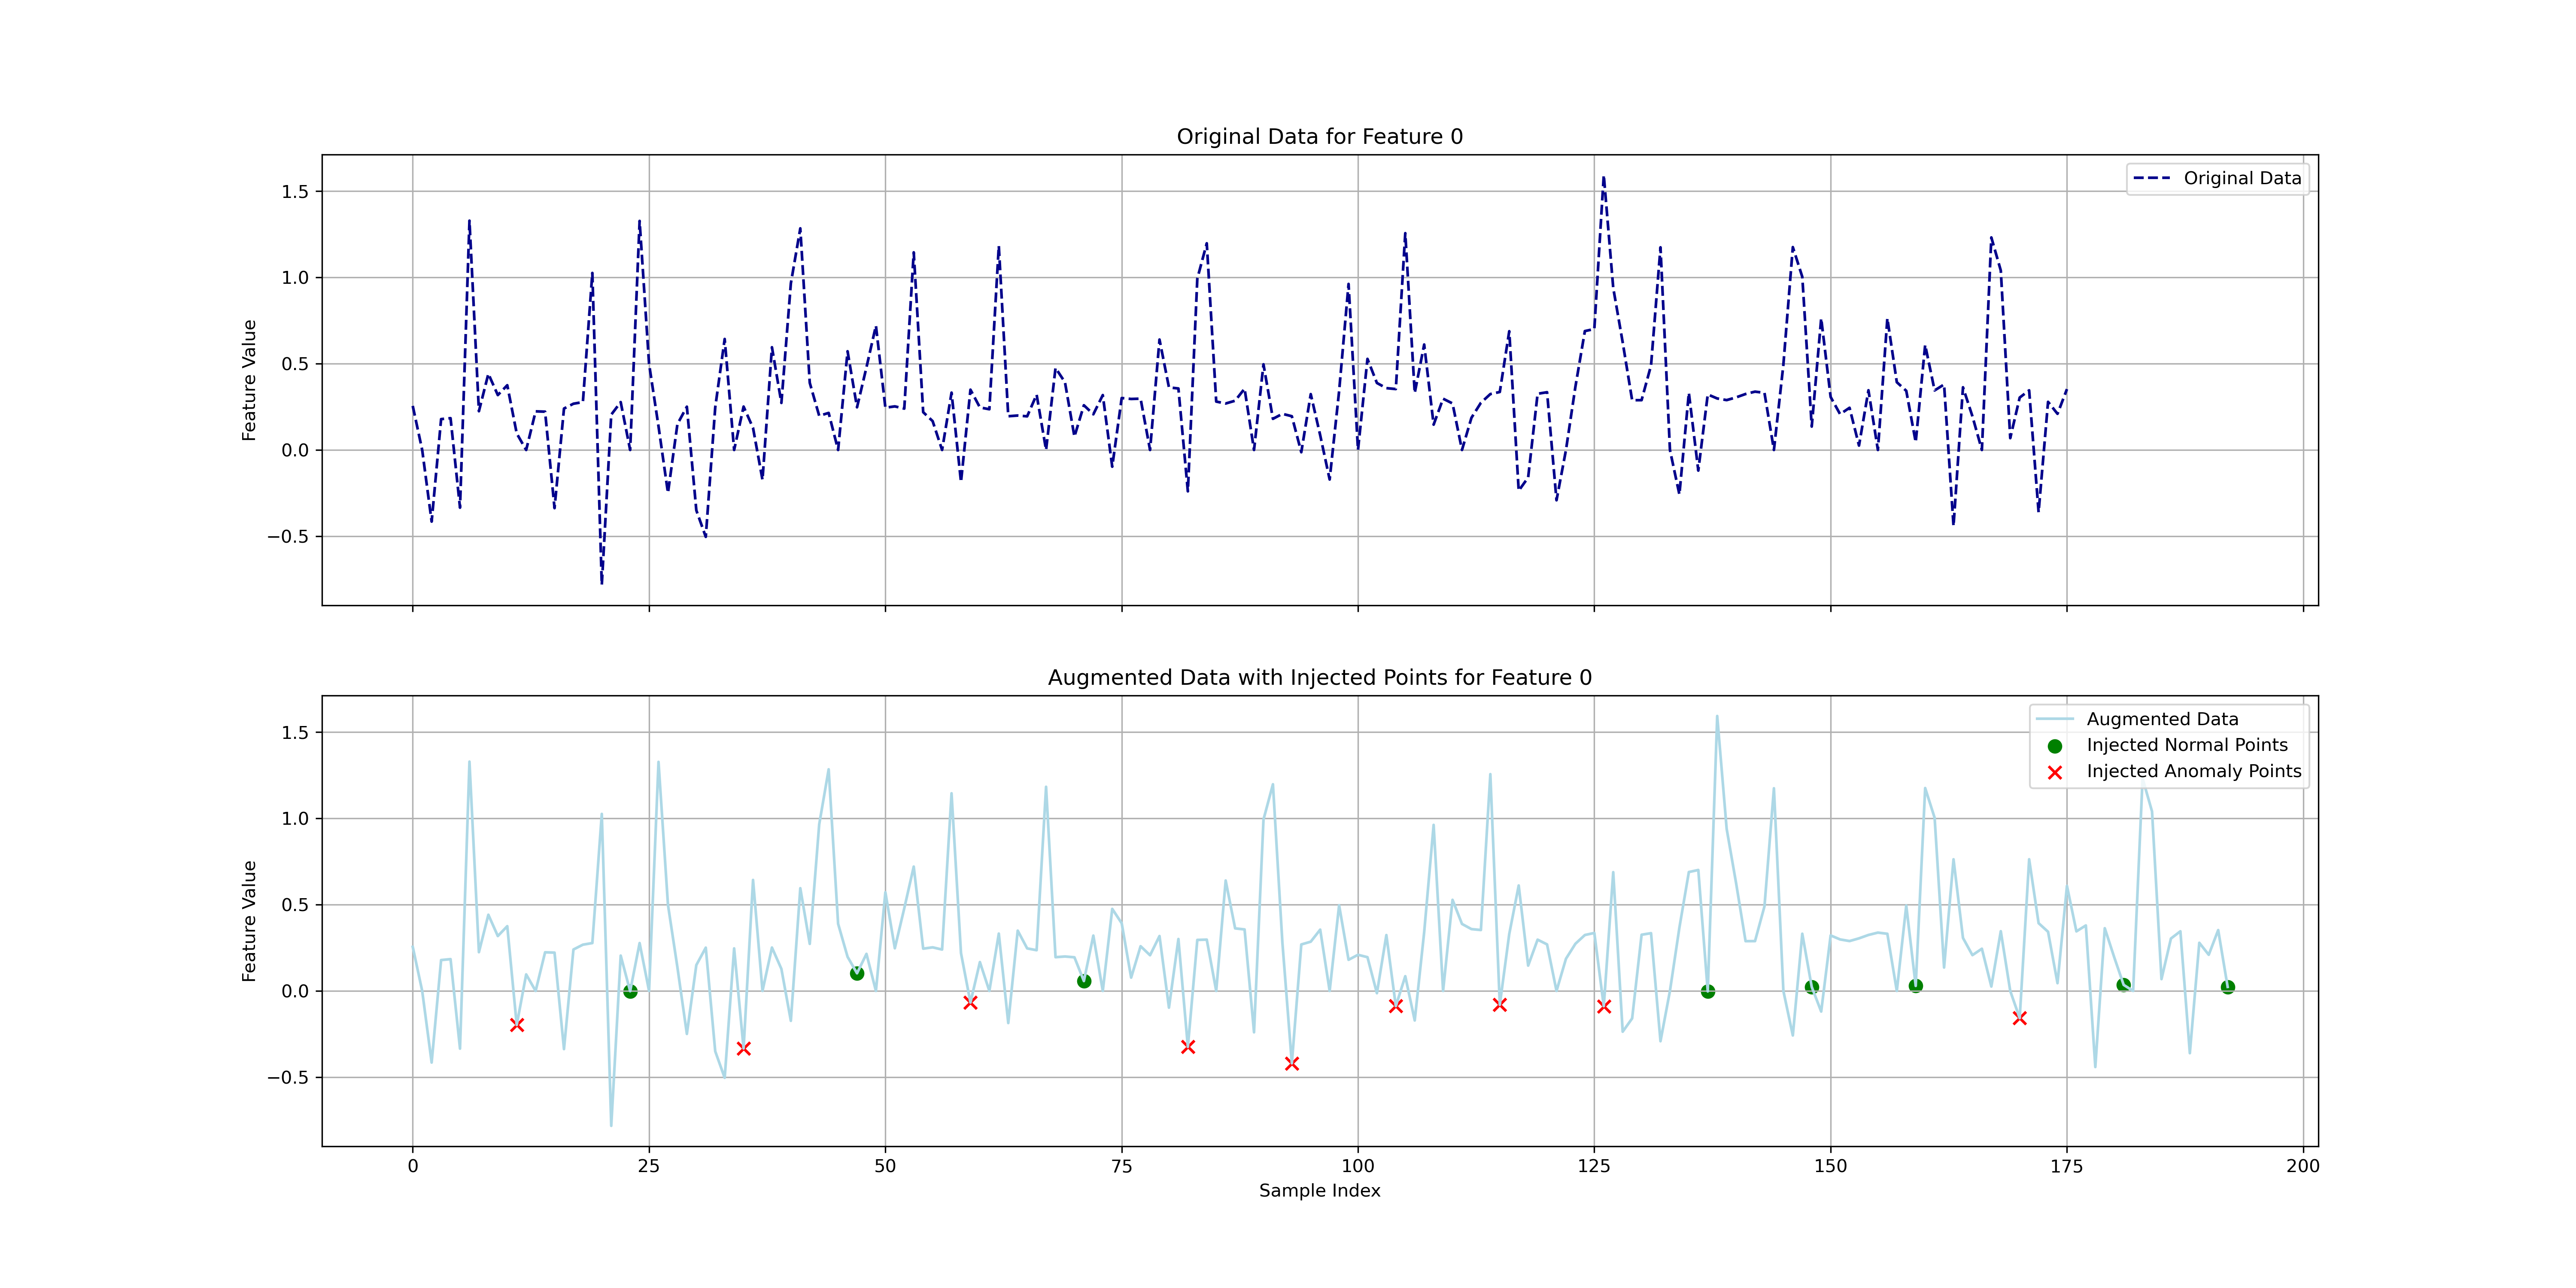 Original Data for Feature 0
Original Data
1.5
1.0
0.5
0.0
−0.5
Feature Value
Augmented Data with Injected Points for Feature 0
Augmented Data
Injected Normal Points
Injected Anomaly Points
1.5
1.0
0.5
0.0
−0.5
Feature Value
0 25 50 75 100 125 150 175 200
Sample Index